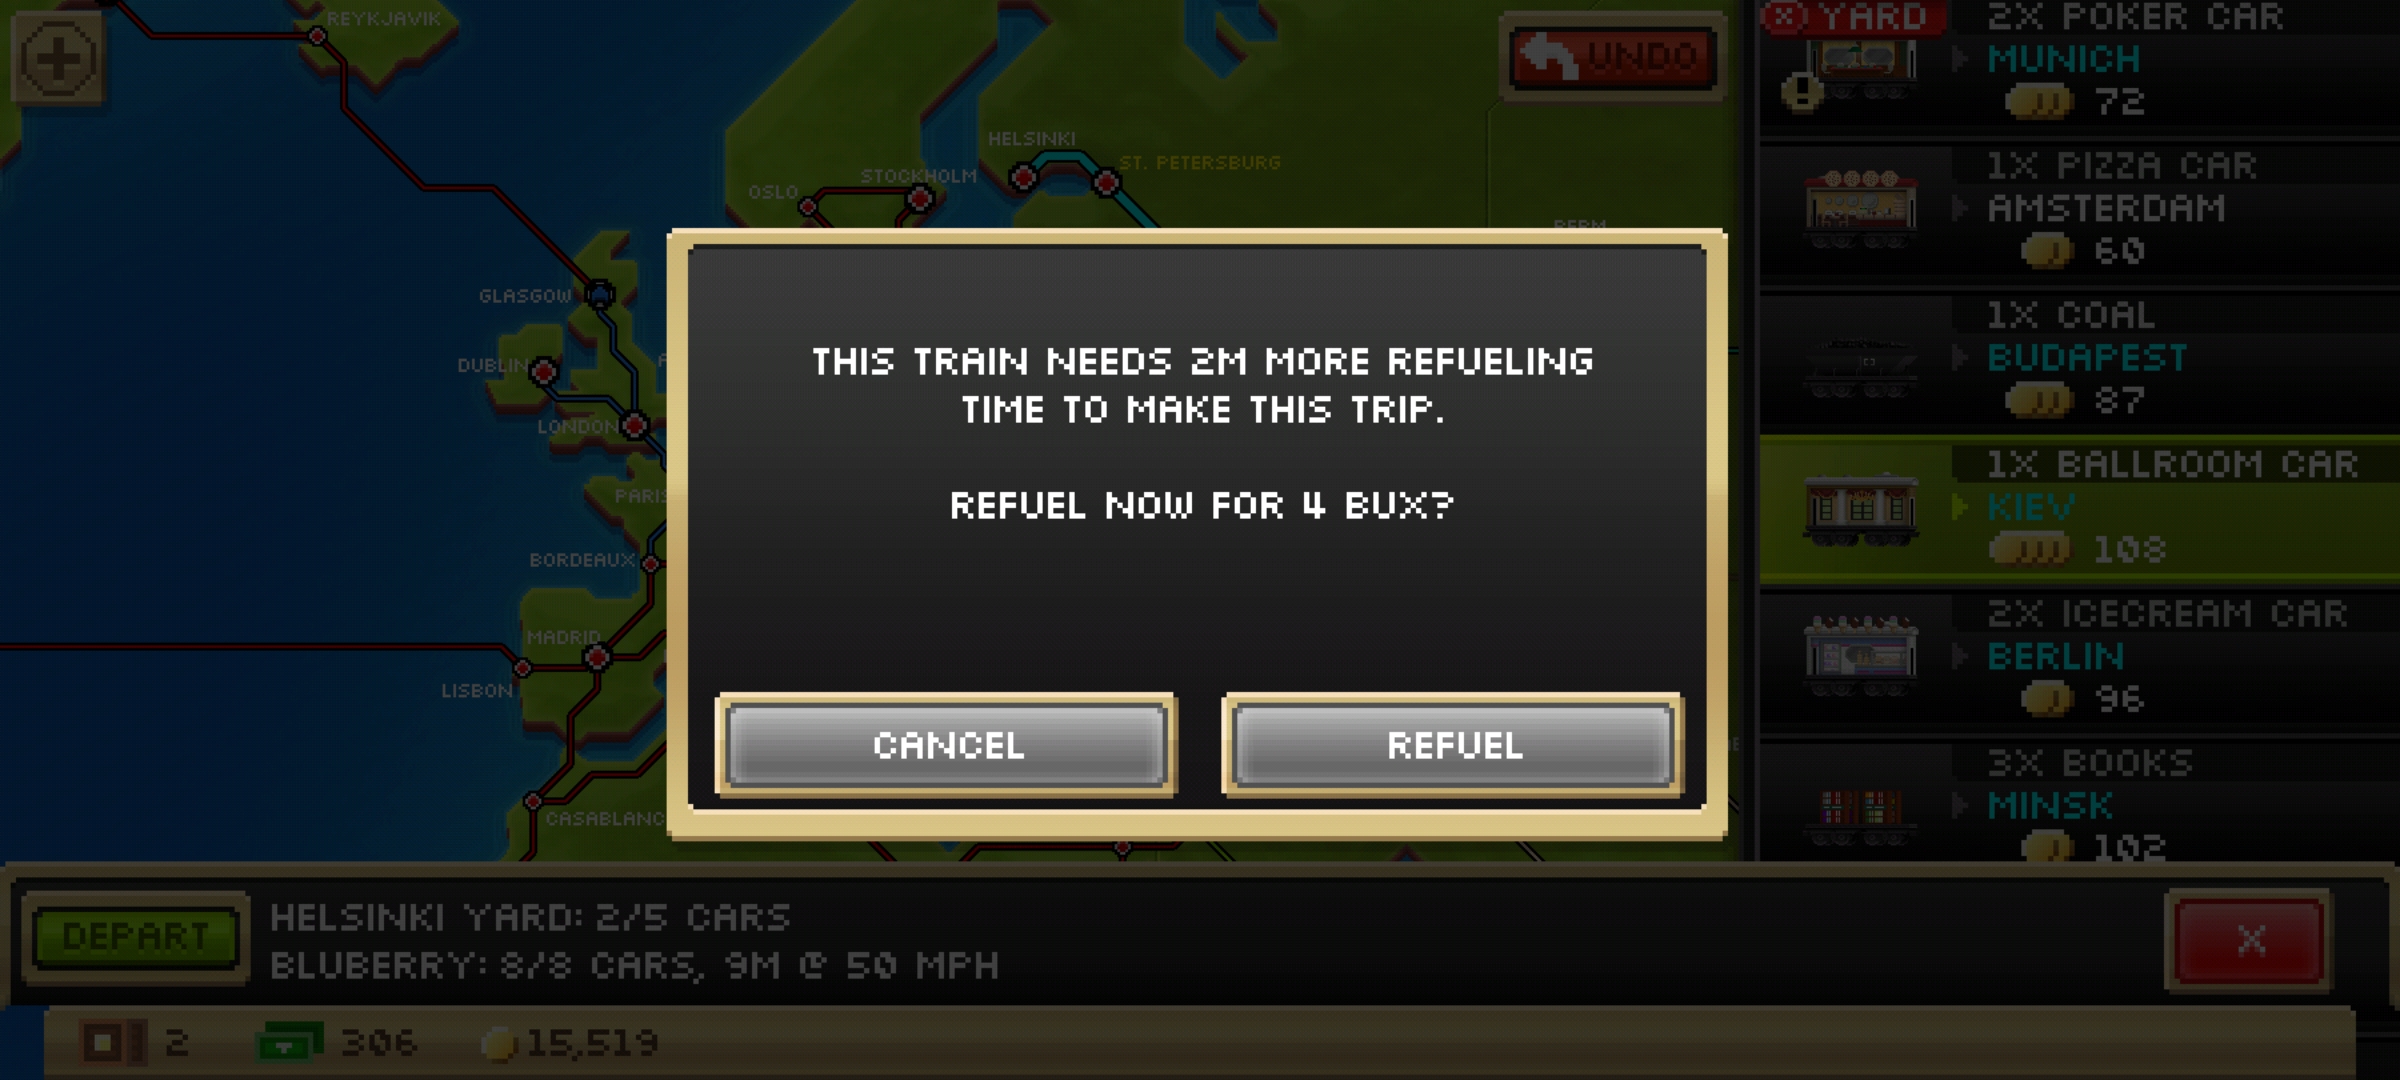 REYKJAVIK
UNDO
HELSINKI
ST. PETERSBURG
STOCKHOLM
OSLO
PERM
GLASGOW
DUBLIN
LONDON
PARIS
BORDEAUX
MADRID
LISBON
CASABLANC
THIS TRAIN NEEDS 2M MORE REFUELING
TIME TO MAKE THIS TRIP.
REFUEL NOW FOR 4 BUX?
CANCEL
REFUEL
YARD
2X POKER CAR
MUNICH
72
1X PIZZA CAR
AMSTERDAM
60
1X COAL
BUDAPEST
87
1X BALLROOM CAR
KIEV
108
2X ICECREAM CAR
BERLIN
96
3X BOOKS
MINSK
102
DEPART
HELSINKI YARD: 2/5 CARS
BLUBERRY: 8/8 CARS, 9M @ 50 MPH
X
2
306
15,519